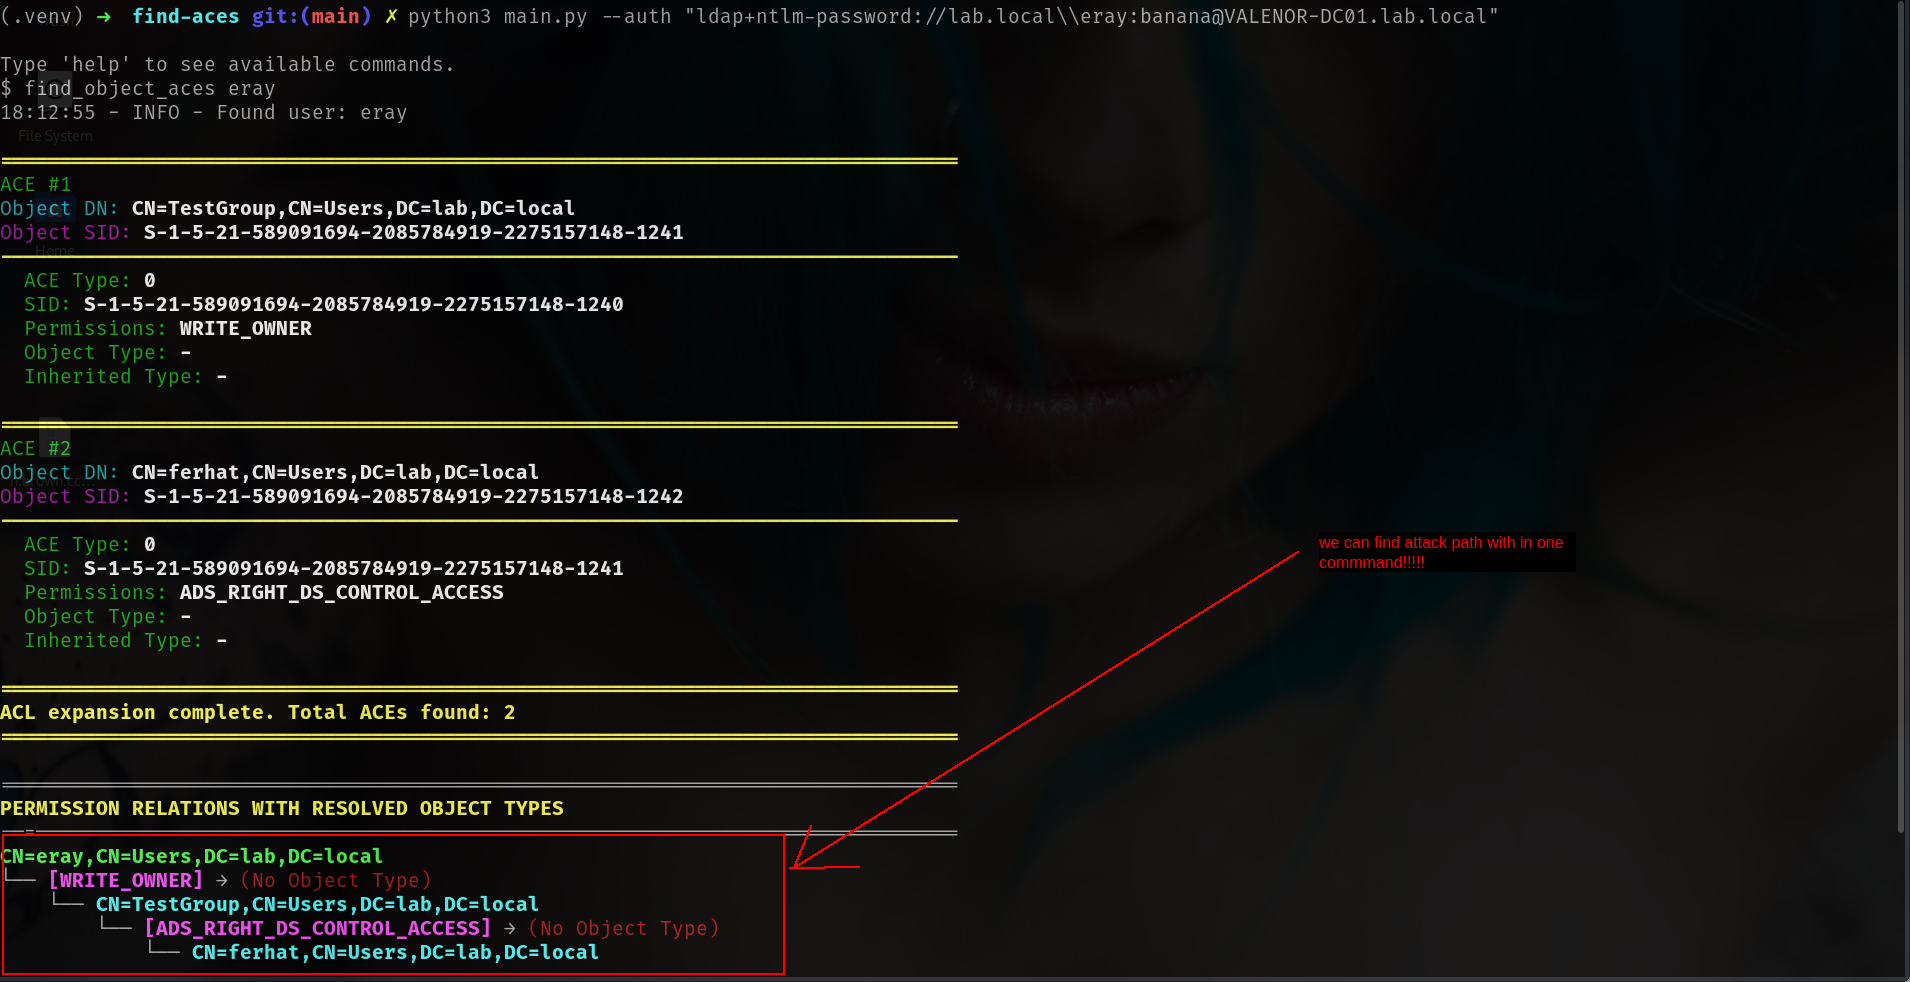 (.venv) ➜  find-aces git:(main) ✗ python3 main.py --auth "ldap+ntlm-password://lab.local\\eray:banana@VALENOR-DC01.lab.local"
Type 'help' to see available commands.
$ find_object_aces eray
18:12:55 - INFO - Found user: eray
File System
ACE #1
Object DN: CN=TestGroup,CN=Users,DC=lab,DC=local
Object SID: S-1-5-21-589091694-2085784919-2275157148-1241
Home
ACE Type: 0
SID: S-1-5-21-589091694-2085784919-2275157148-1240
Permissions: WRITE_OWNER
Object Type: -
Inherited Type: -
ACE #2
Object DN: CN=ferhat,CN=Users,DC=lab,DC=local
Object SID: S-1-5-21-589091694-2085784919-2275157148-1242
ACE Type: 0
SID: S-1-5-21-589091694-2085784919-2275157148-1241
we can find attack path with in one
commmand!!!!!
Permissions: ADS_RIGHT_DS_CONTROL_ACCESS
Object Type: -
Inherited Type: -
ACL expansion complete. Total ACEs found: 2
PERMISSION RELATIONS WITH RESOLVED OBJECT TYPES
CN=eray,CN=Users,DC=lab,DC=local
└── [WRITE_OWNER] → (No Object Type)
└── CN=TestGroup,CN=Users,DC=lab,DC=local
└── [ADS_RIGHT_DS_CONTROL_ACCESS] → (No Object Type)
└── CN=ferhat,CN=Users,DC=lab,DC=local